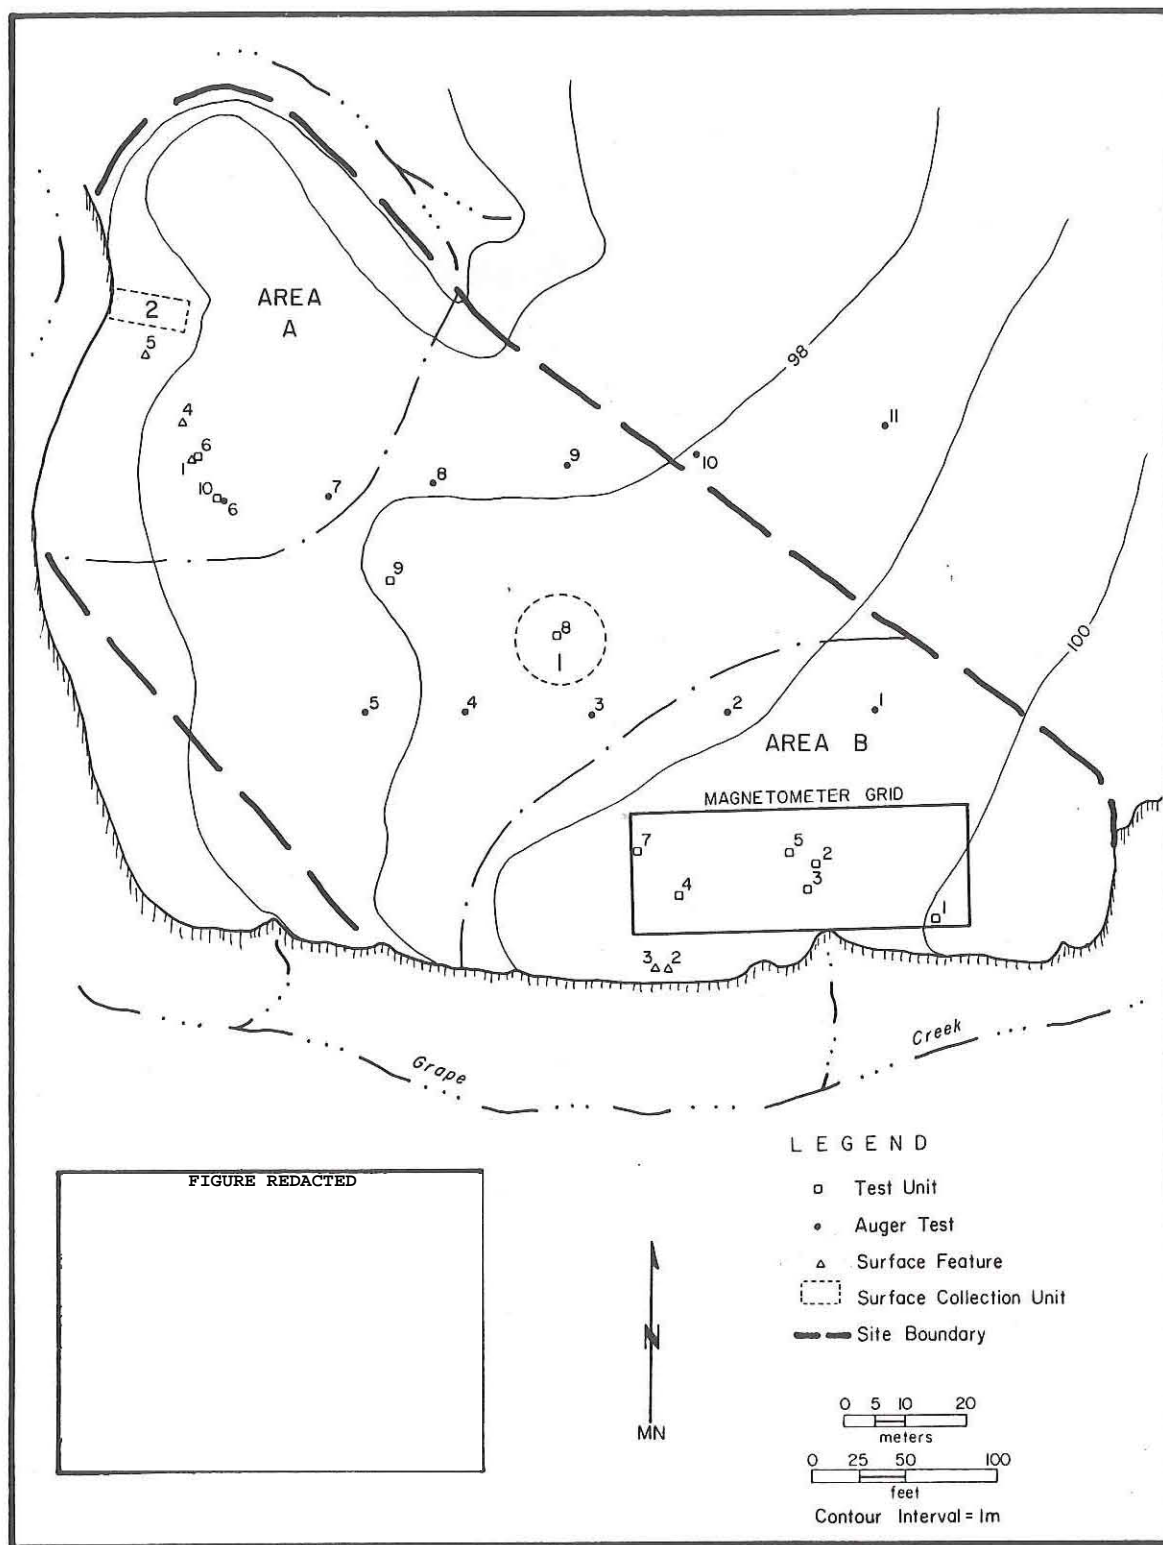 AREA
A
2
5
4
6
1
10
6
7
8
9
10
11
98
9
8
1
100
5
4
3
2
1
AREA B
MAGNETOMETER GRID
7
5
2
4
3
1
3
2
Grape
Creek
LEGEND
Test Unit
Auger Test
Surface Feature
Surface Collection Unit
Site Boundary
FIGURE REDACTED
N
MN
0 5 10 20
meters
0 25 50 100
feet
Contour Interval = 1m